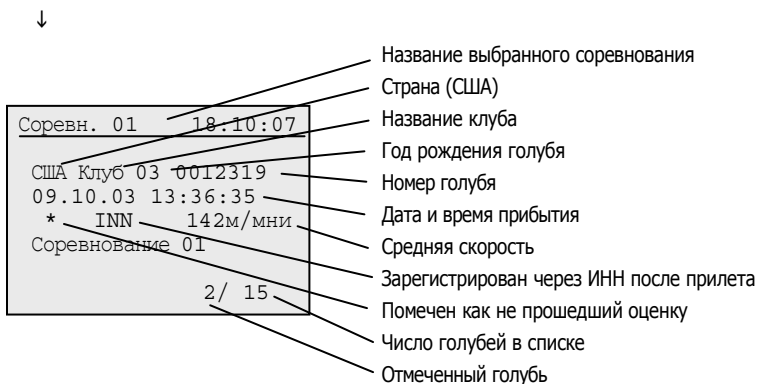 ↓
Название выбранного соревнования
Страна (США)
Название клуба
Год рождения голубя
Номер голубя
Дата и время прибытия
Средняя скорость
Зарегистрирован через ИНН после прилета
Помечен как не прошедший оценку
Число голубей в списке
Отмеченный голубь
Соревн. 01 18:10:07
США Клуб 03 0012319
09.10.03 13:36:35
* INN 142м/мни
Соревнование 01
2/ 15